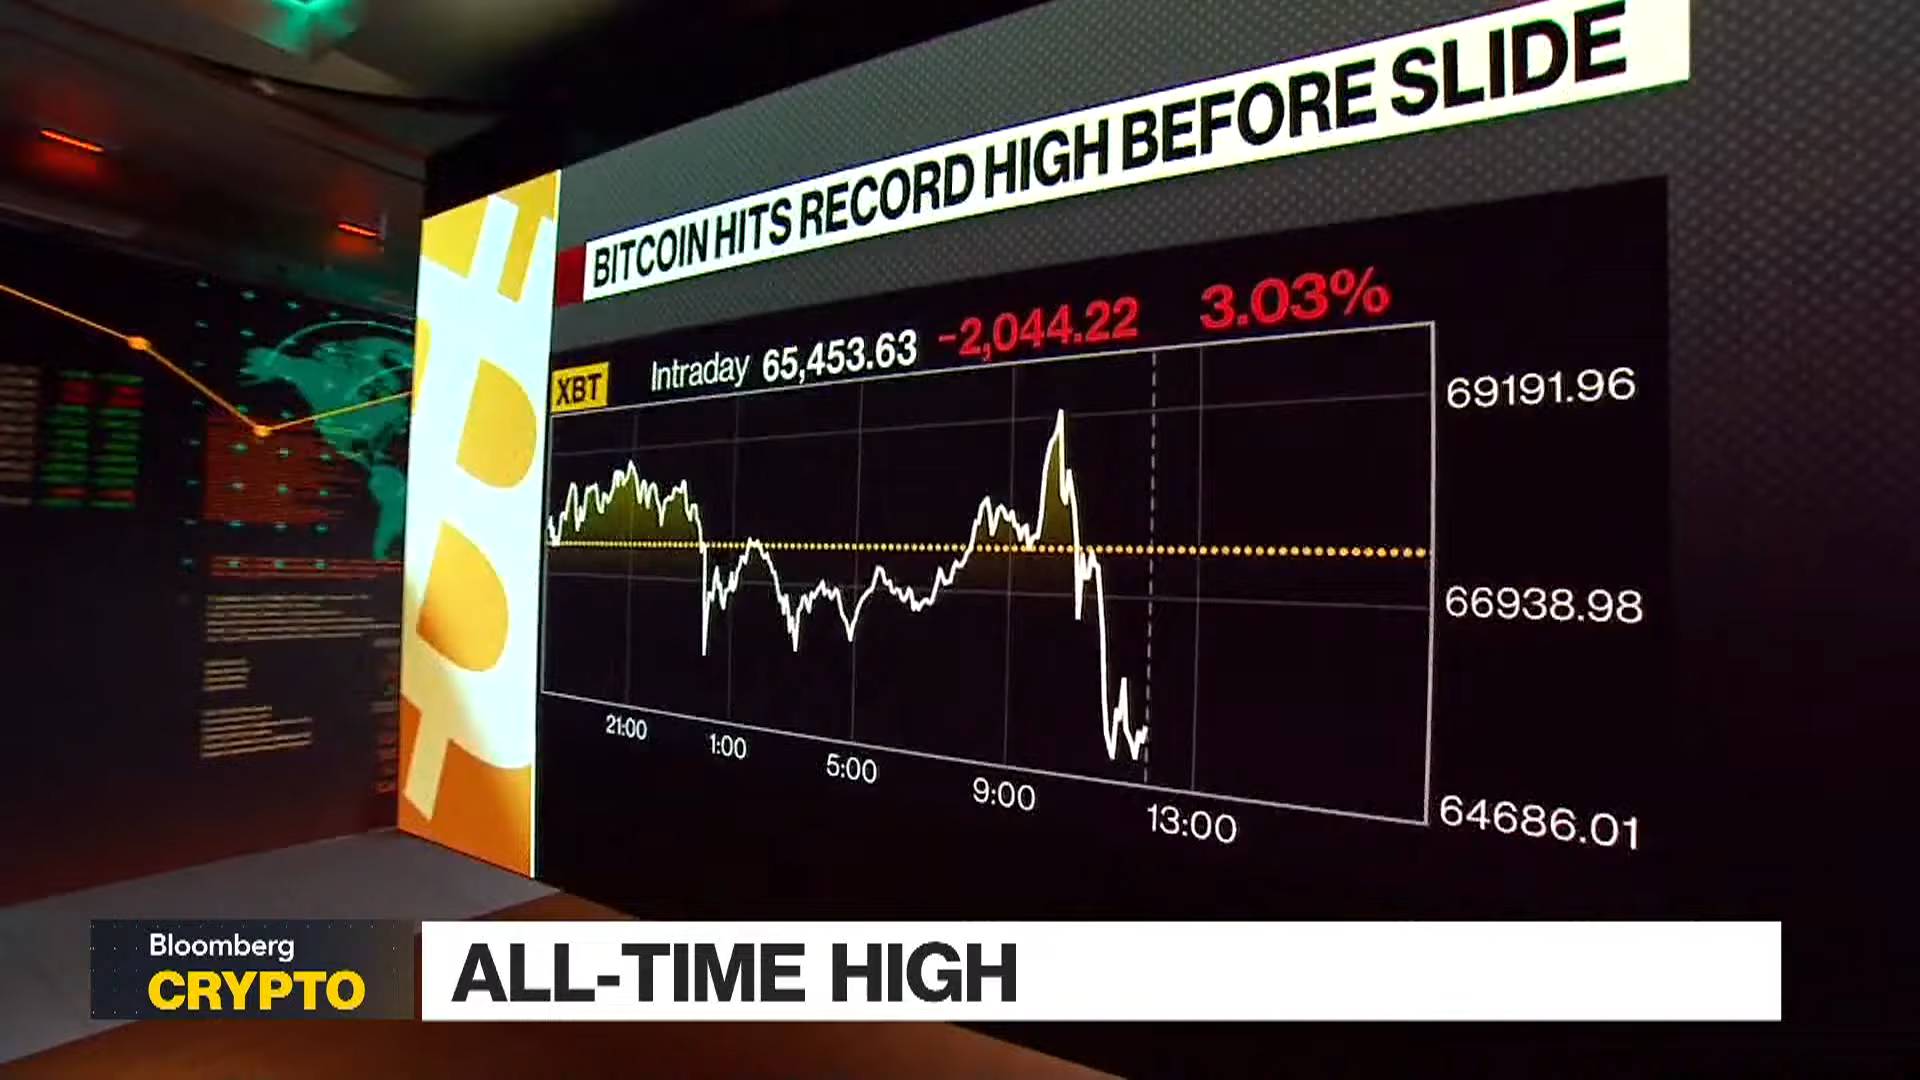 BITCOIN HITS RECORD HIGH BEFORE SLIDE
XBT Intraday 65,453.63 -2,044.22 3.03%
69191.96
66938.98
64686.01
21:00 1:00 5:00 9:00 13:00
Bloomberg
CRYPTO
ALL-TIME HIGH